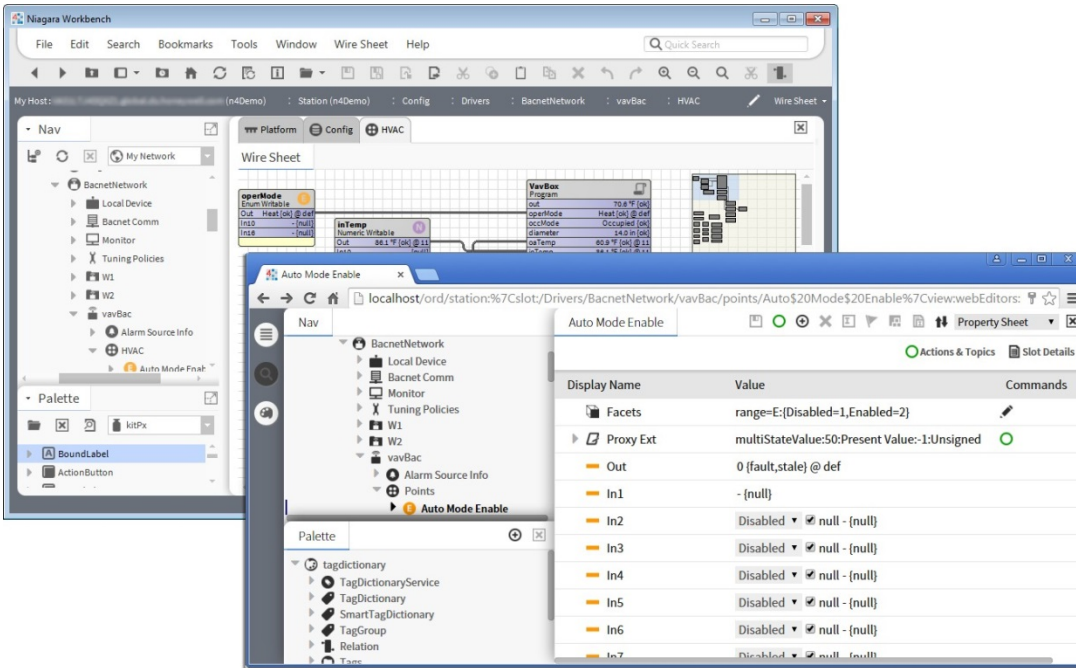 Niagara Workbench
File Edit Search Bookmarks Tools Window Wire Sheet Help
Quick Search
My Host : (n4Demo) : Station (n4Demo) : Config : Drivers : BacnetNetwork : vavBac : HVAC Wire Sheet
Nav
My Network
BacnetNetwork
Local Device
Bacnet Comm
Monitor
Tuning Policies
W1
W2
vavBac
Alarm Source Info
HVAC
Auto Mode Enab
Palette
kitPx
BoundLabel
ActionButton
Platform Config HVAC
Wire Sheet
operMode
Enum Writable
Out Heat [ok] @ def
In10 - {null}
In16 - {null}
inTemp
Numeric Writable
Out 86.1 °F [ok] @ 11
VavBox
Program
out 70.6 °F [ok]
operMode Heat [ok] @ def
occMode Occupied [ok]
diameter 14.0 in [ok]
oaTemp 60.9 °F [ok] @ 11
Auto Mode Enable x
localhost/ord/station:%7Cslot:/Drivers/BacnetNetwork/vavBac/points/Auto$20Mode$20Enable%7Cview:webEditors:
Nav
BacnetNetwork
Local Device
Bacnet Comm
Monitor
Tuning Policies
W1
W2
vavBac
Alarm Source Info
Points
Auto Mode Enable
Palette
tagdictionary
TagDictionaryService
TagDictionary
SmartTagDictionary
TagGroup
Relation
Tags
Auto Mode Enable Property Sheet
Actions & Topics Slot Details
Display Name Value Commands
Facets range=E:{Disabled=1,Enabled=2}
Proxy Ext multiStateValue:50:Present Value:-1:Unsigned
Out 0 {fault,stale} @ def
In1 - {null}
In2 Disabled null - {null}
In3 Disabled null - {null}
In4 Disabled null - {null}
In5 Disabled null - {null}
In6 Disabled null - {null}
In7 Disabled null - {null}